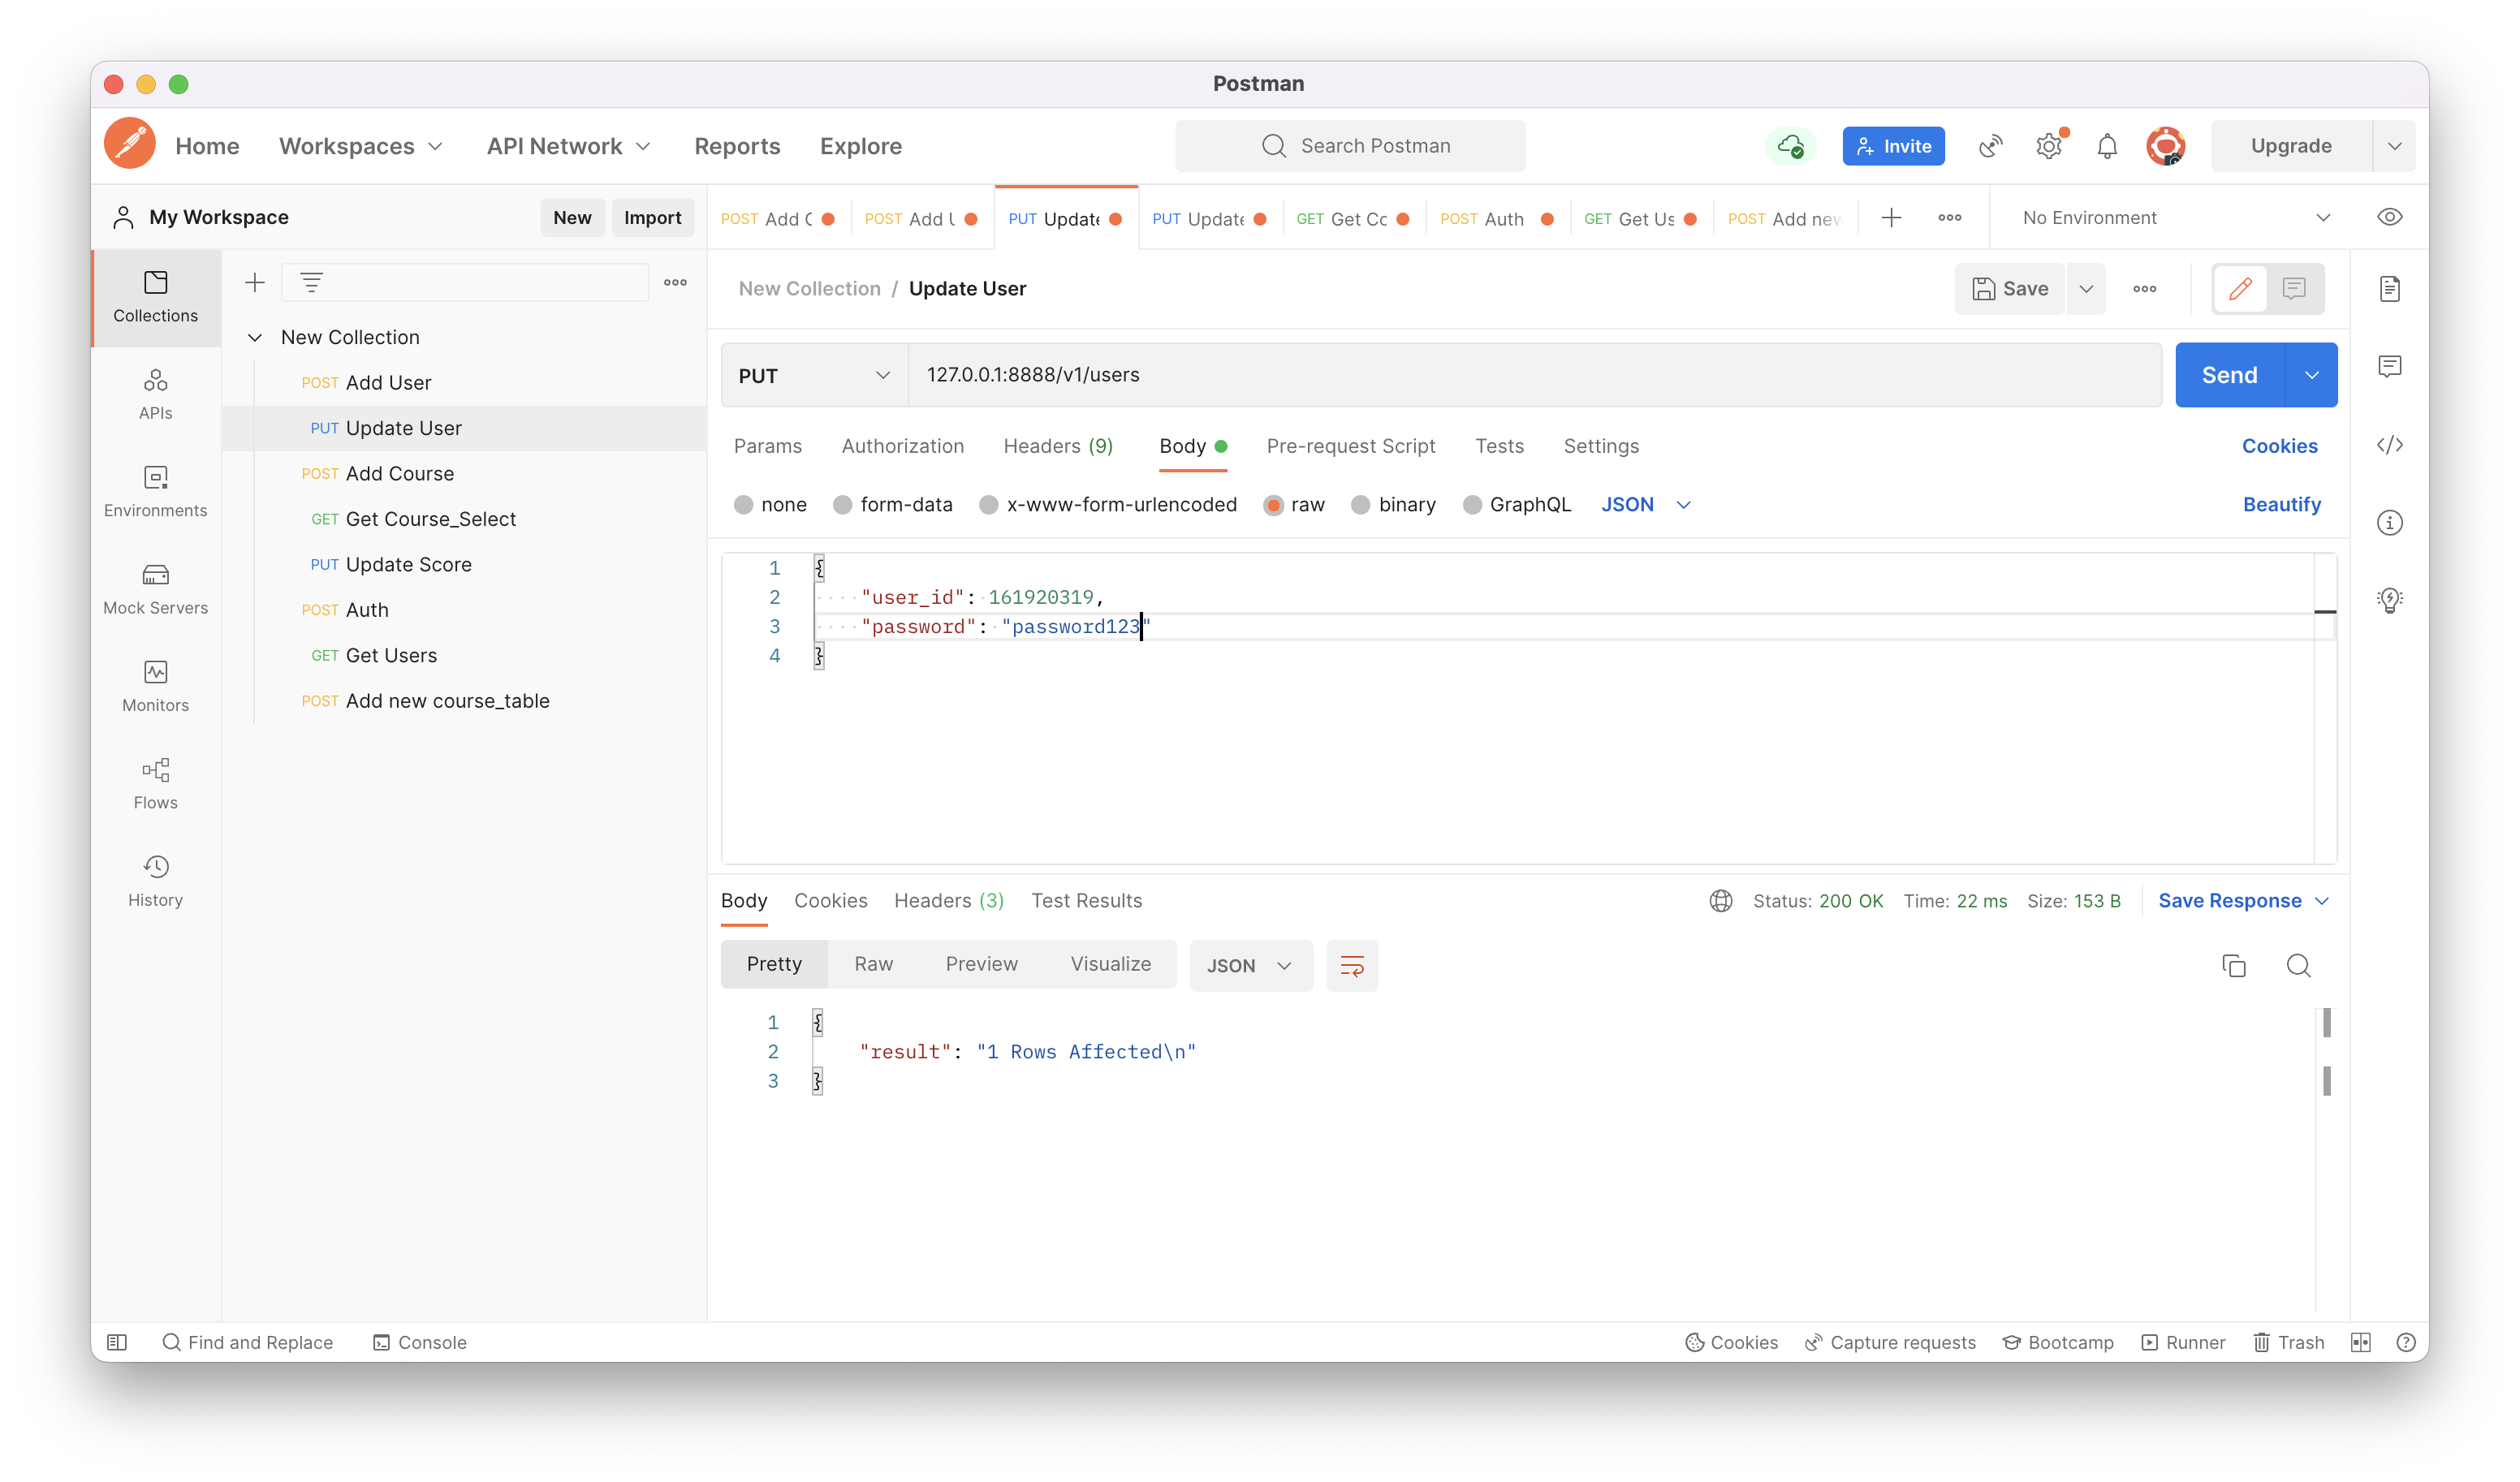 Postman
Home Workspaces API Network Reports Explore Search Postman Invite Upgrade
My Workspace New Import
POST Add C POST Add U PUT Update PUT Update GET Get Co POST Auth GET Get Us POST Add new No Environment
Collections
APIs
Environments
Mock Servers
Monitors
Flows
History
New Collection
POST Add User
PUT Update User
POST Add Course
GET Get Course_Select
PUT Update Score
POST Auth
GET Get Users
POST Add new course_table
New Collection / Update User Save
PUT 127.0.0.1:8888/v1/users Send
Params Authorization Headers (9) Body Pre-request Script Tests Settings Cookies
none form-data x-www-form-urlencoded raw binary GraphQL JSON Beautify
1 {
2 "user_id": 161920319,
3 "password": "password123"
4 }
Body Cookies Headers (3) Test Results Status: 200 OK Time: 22 ms Size: 153 B Save Response
Pretty Raw Preview Visualize JSON
1 {
2 "result": "1 Rows Affected\n"
3 }
Find and Replace Console Cookies Capture requests Bootcamp Runner Trash